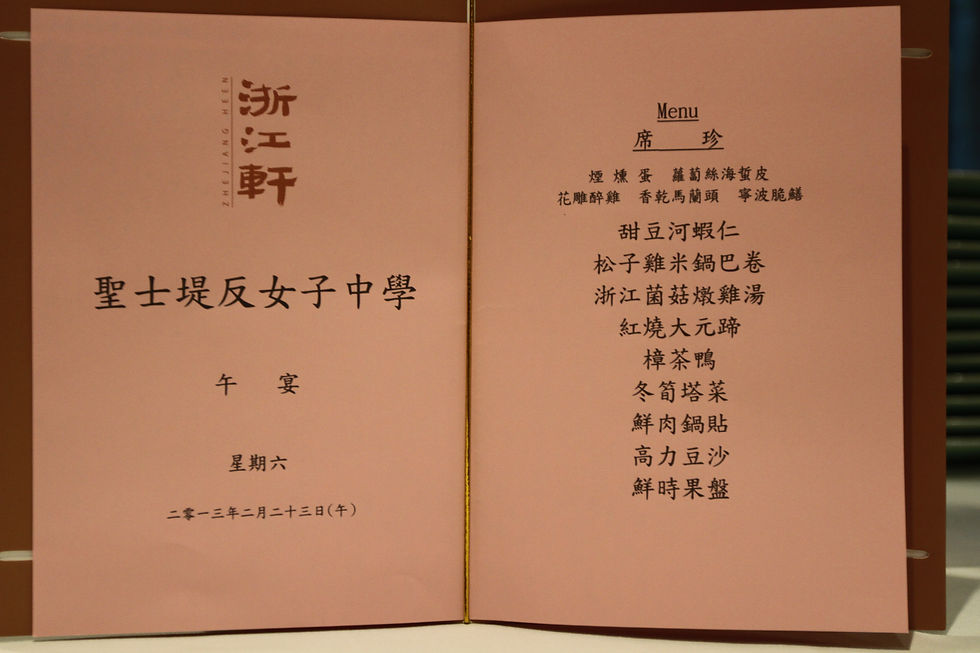 浙江軒
ZHEJIANG HEEN
聖士堤反女子中學
午 宴
星期六
二零一三年二月二十三日(午)
Menu
席 珍
煙燻蛋 蘿蔔絲海蜇皮
花雕醉雞 香乾馬蘭頭 寧波脆鱔
甜豆河蝦仁
松子雞米鍋巴卷
浙江菌菇燉雞湯
紅燒大元蹄
樟茶鴨
冬筍塔菜
鮮肉鍋貼
高力豆沙
鮮時果盤